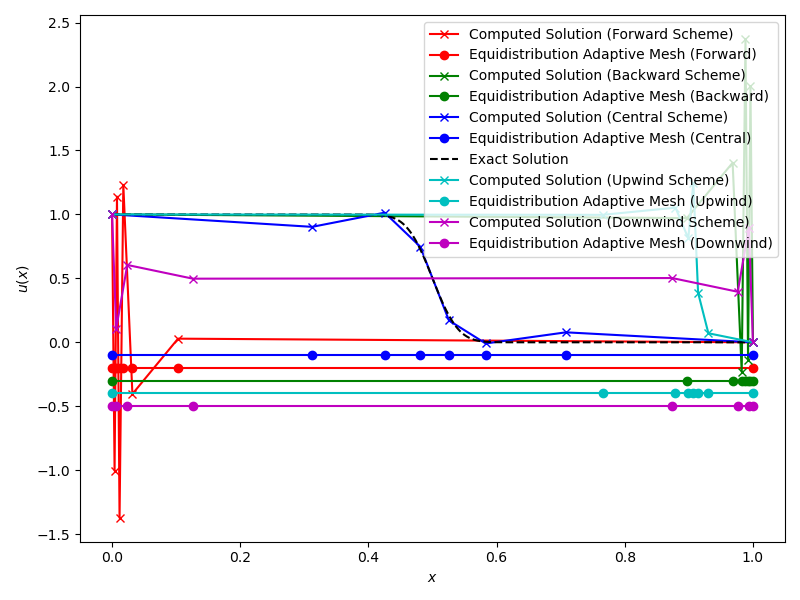 2.5
2.0
1.5
1.0
0.5
0.0
−0.5
−1.0
−1.5
u(x)
Computed Solution (Forward Scheme)
Equidistribution Adaptive Mesh (Forward)
Computed Solution (Backward Scheme)
Equidistribution Adaptive Mesh (Backward)
Computed Solution (Central Scheme)
Equidistribution Adaptive Mesh (Central)
Exact Solution
Computed Solution (Upwind Scheme)
Equidistribution Adaptive Mesh (Upwind)
Computed Solution (Downwind Scheme)
Equidistribution Adaptive Mesh (Downwind)
0.0 0.2 0.4 0.6 0.8 1.0
x